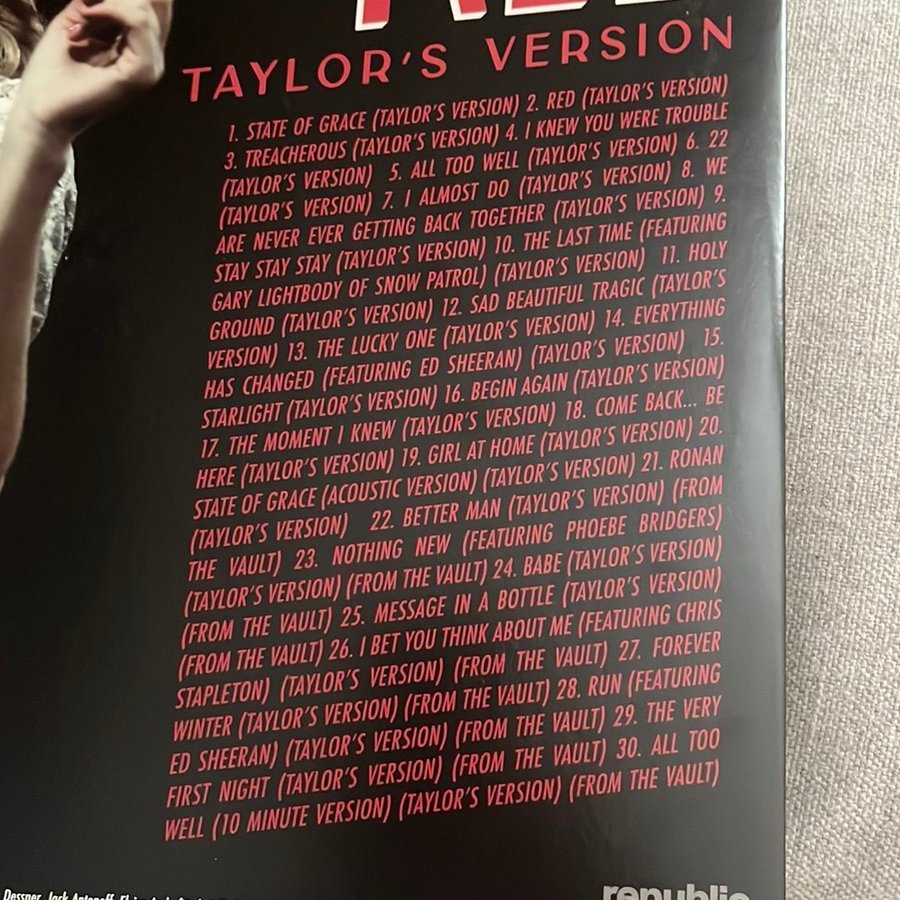 TAYLOR'S VERSION
1. STATE OF GRACE (TAYLOR'S VERSION) 2. RED (TAYLOR'S VERSION)
3. TREACHEROUS (TAYLOR'S VERSION) 4. I KNEW YOU WERE TROUBLE
(TAYLOR'S VERSION) 5. ALL TOO WELL (TAYLOR'S VERSION) 6. 22
(TAYLOR'S VERSION) 7. I ALMOST DO (TAYLOR'S VERSION) 8. WE
ARE NEVER EVER GETTING BACK TOGETHER (TAYLOR'S VERSION) 9.
STAY STAY STAY (TAYLOR'S VERSION) 10. THE LAST TIME (FEATURING
GARY LIGHTBODY OF SNOW PATROL) (TAYLOR'S VERSION) 11. HOLY
GROUND (TAYLOR'S VERSION) 12. SAD BEAUTIFUL TRAGIC (TAYLOR'S
VERSION) 13. THE LUCKY ONE (TAYLOR'S VERSION) 14. EVERYTHING
HAS CHANGED (FEATURING ED SHEERAN) (TAYLOR'S VERSION) 15.
STARLIGHT (TAYLOR'S VERSION) 16. BEGIN AGAIN (TAYLOR'S VERSION)
17. THE MOMENT I KNEW (TAYLOR'S VERSION) 18. COME BACK... BE
HERE (TAYLOR'S VERSION) 19. GIRL AT HOME (TAYLOR'S VERSION) 20.
STATE OF GRACE (ACOUSTIC VERSION) (TAYLOR'S VERSION) 21. RONAN
(TAYLOR'S VERSION) 22. BETTER MAN (TAYLOR'S VERSION) (FROM
THE VAULT) 23. NOTHING NEW (FEATURING PHOEBE BRIDGERS)
(TAYLOR'S VERSION) (FROM THE VAULT) 24. BABE (TAYLOR'S VERSION)
(FROM THE VAULT) 25. MESSAGE IN A BOTTLE (TAYLOR'S VERSION)
(FROM THE VAULT) 26. I BET YOU THINK ABOUT ME (FEATURING CHRIS
STAPLETON) (TAYLOR'S VERSION) (FROM THE VAULT) 27. FOREVER
WINTER (TAYLOR'S VERSION) (FROM THE VAULT) 28. RUN (FEATURING
ED SHEERAN) (TAYLOR'S VERSION) (FROM THE VAULT) 29. THE VERY
FIRST NIGHT (TAYLOR'S VERSION) (FROM THE VAULT) 30. ALL TOO
WELL (10 MINUTE VERSION) (TAYLOR'S VERSION) (FROM THE VAULT)
Dessner, Jack Antonoff,
republic